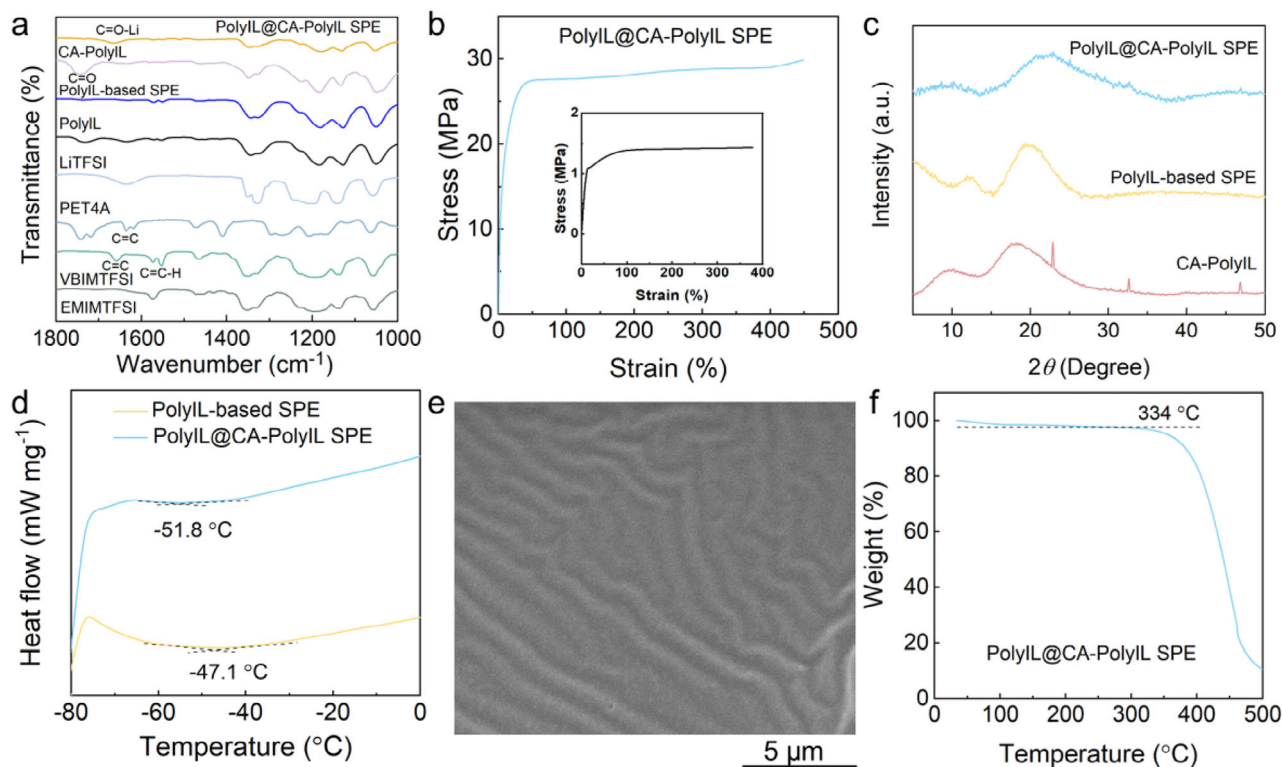 a
Transmittance (%)
C=O-Li
PolyIL@CA-PolyIL SPE
CA-PolyIL
C=O
PolyIL-based SPE
PolyIL
LiTFSI
PET4A
C=C
C=C
C=C-H
VBIMTFSI
EMIMTFSI
1800 1600 1400 1200 1000
Wavenumber (cm⁻¹)
b
PolyIL@CA-PolyIL SPE
Stress (MPa)
40
30
20
10
0
0 100 200 300 400 500
Strain (%)
Stress (MPa)
2
1
0
0 100 200 300 400
Strain (%)
c
Intensity (a.u.)
PolyIL@CA-PolyIL SPE
PolyIL-based SPE
CA-PolyIL
10 20 30 40 50
2θ (Degree)
d
Heat flow (mW mg⁻¹)
PolyIL-based SPE
PolyIL@CA-PolyIL SPE
-51.8 °C
-47.1 °C
-80 -60 -40 -20 0
Temperature (°C)
e
5 μm
f
Weight (%)
100
80
60
40
20
0
334 °C
PolyIL@CA-PolyIL SPE
0 100 200 300 400 500
Temperature (°C)